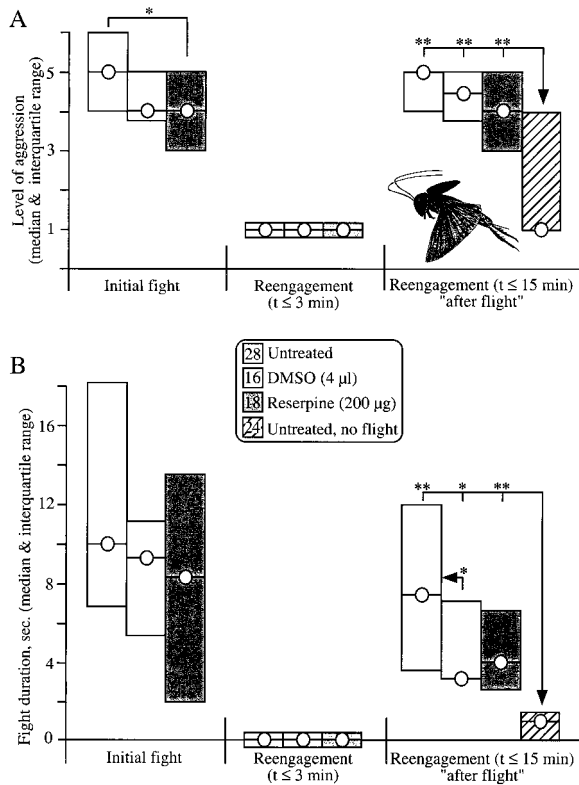 A
*
** ** **
Level of aggression
(median & interquartile range)
5
3
1
Initial fight
Reengagement
(t ≤ 3 min)
Reengagement (t ≤ 15 min)
"after flight"
B
28 Untreated
16 DMSO (4 µl)
18 Reserpine (200 µg)
24 Untreated, no flight
Fight duration, sec. (median & interquartile range)
16
12
8
4
0
** * **
*
Initial fight
Reengagement
(t ≤ 3 min)
Reengagement (t ≤ 15 min)
"after flight"